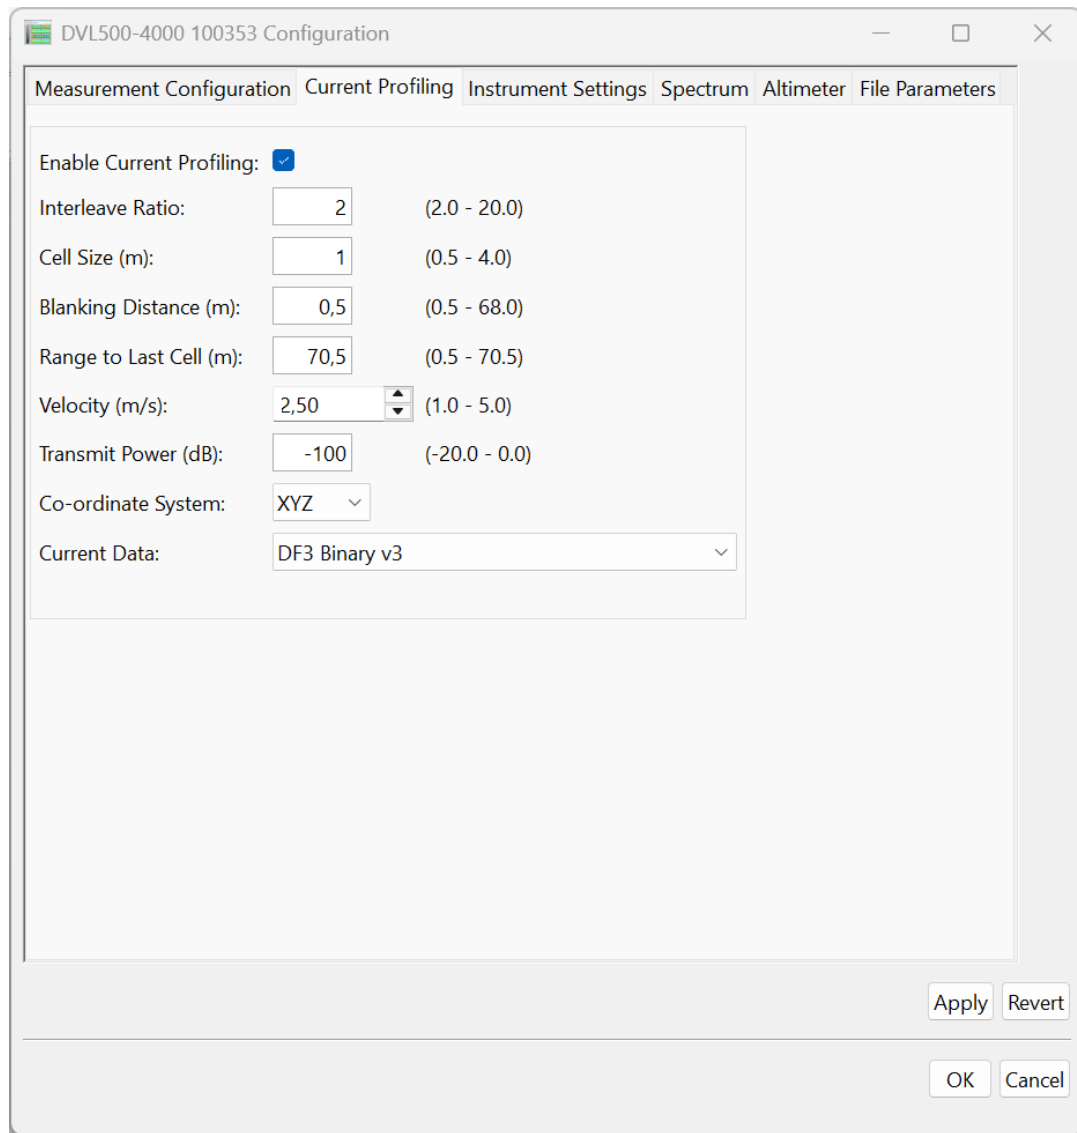 DVL500-4000 100353 Configuration
Measurement Configuration Current Profiling Instrument Settings Spectrum Altimeter File Parameters
Enable Current Profiling:
Interleave Ratio: 2 (2.0 - 20.0)
Cell Size (m): 1 (0.5 - 4.0)
Blanking Distance (m): 0,5 (0.5 - 68.0)
Range to Last Cell (m): 70,5 (0.5 - 70.5)
Velocity (m/s): 2,50 (1.0 - 5.0)
Transmit Power (dB): -100 (-20.0 - 0.0)
Co-ordinate System: XYZ
Current Data: DF3 Binary v3
Apply Revert
OK Cancel